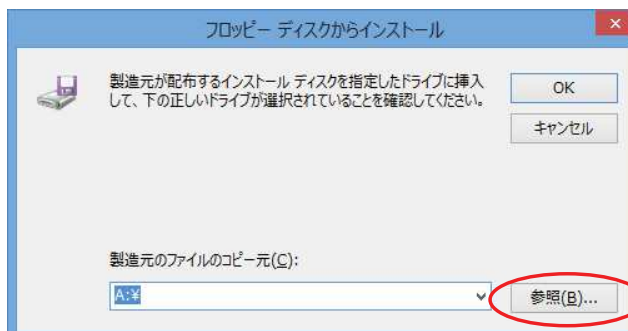 フロッピー ディスクからインストール
製造元が配布するインストール ディスクを指定したドライブに挿入
して、下の正しいドライブが選択されていることを確認してください。
OK
キャンセル
製造元のファイルのコピー元(C):
A:¥
参照(B)...